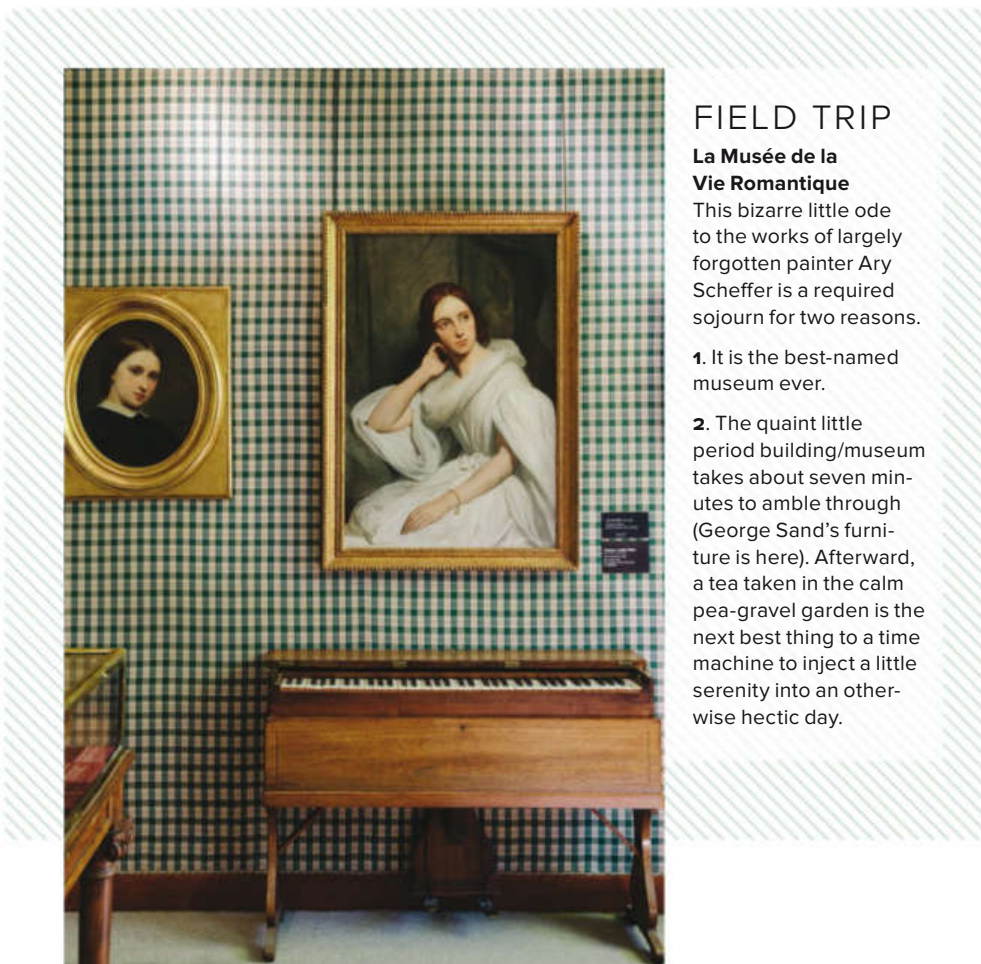 FIELD TRIP
La Musée de la
Vie Romantique
This bizarre little ode
to the works of largely
forgotten painter Ary
Scheffer is a required
sojourn for two reasons.
1. It is the best-named
museum ever.
2. The quaint little
period building/museum
takes about seven min-
utes to amble through
(George Sand’s furni-
ture is here). Afterward,
a tea taken in the calm
pea-gravel garden is the
next best thing to a time
machine to inject a little
serenity into an other-
wise hectic day.